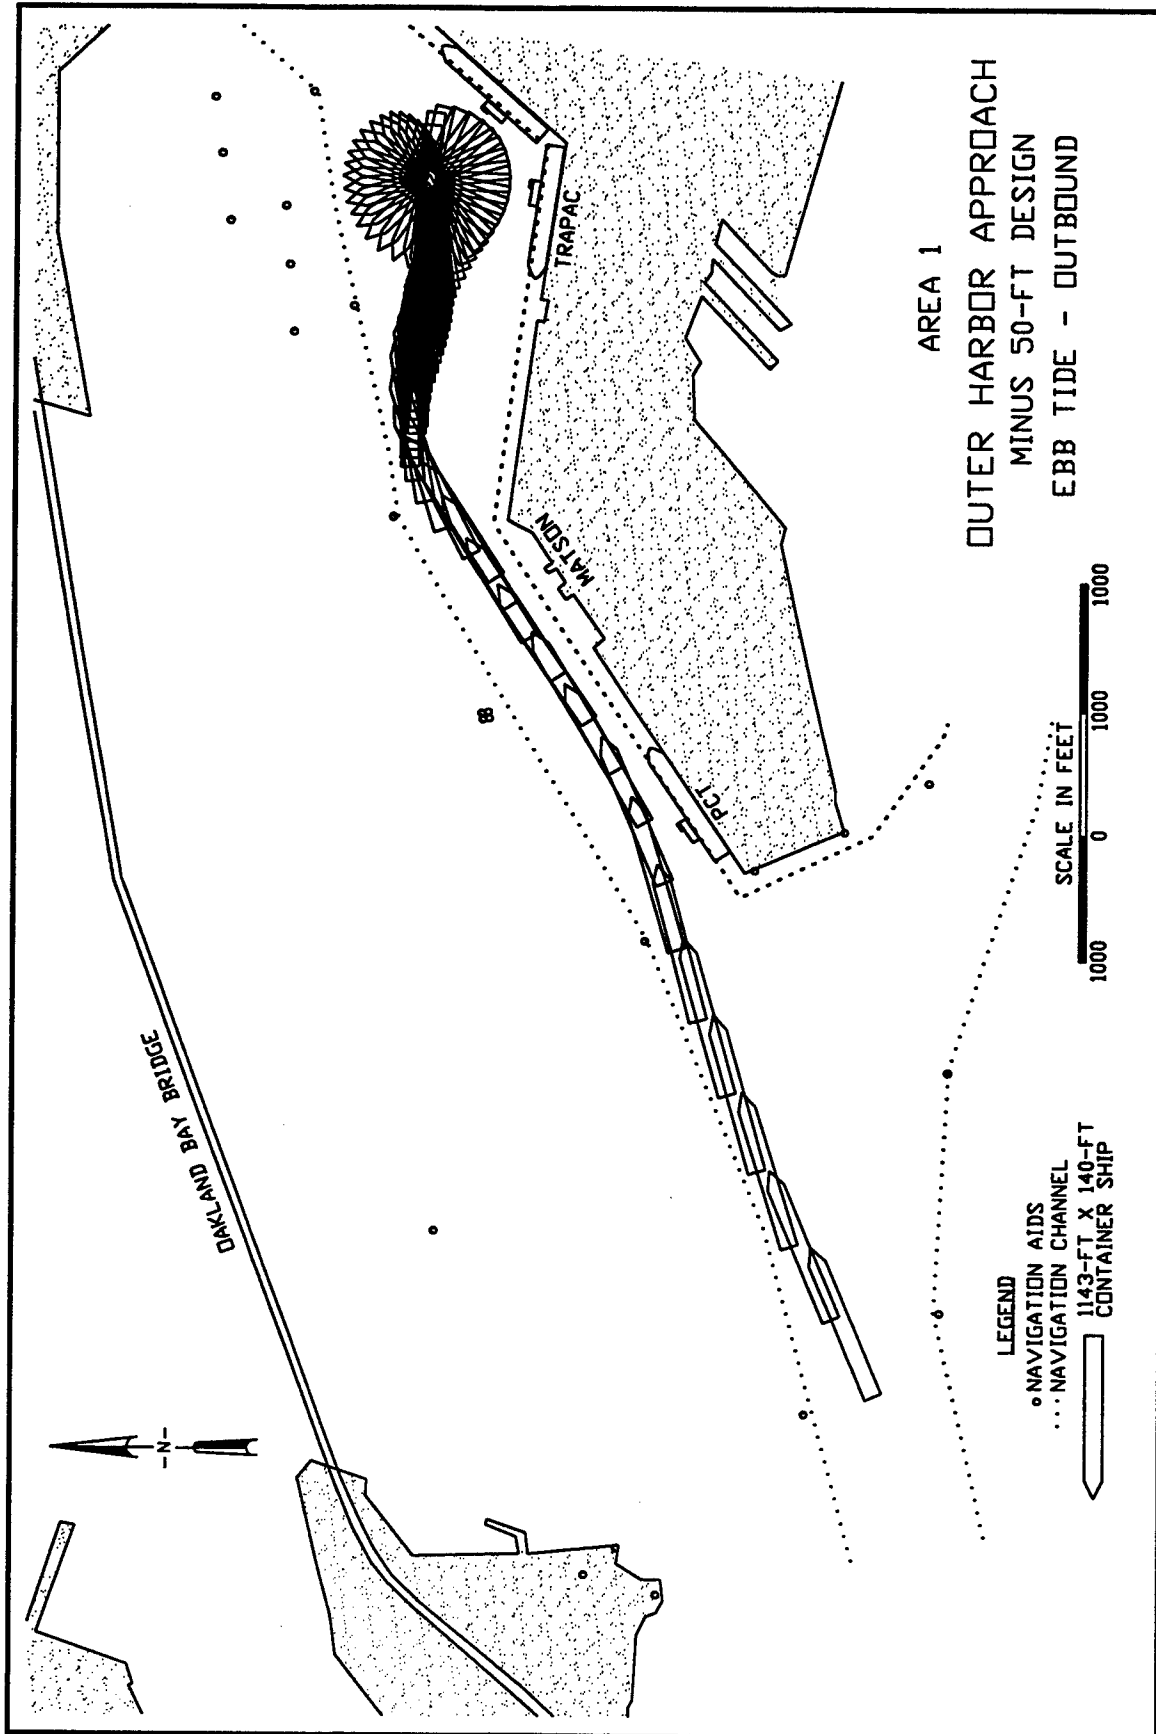 AREA 1
OUTER HARBOR APPROACH
MINUS 50-FT DESIGN
EBB TIDE - OUTBOUND
OAKLAND BAY BRIDGE
TRAPAC
MATSON
PCT
-N-
SCALE IN FEET
1000 0 1000 1000
LEGEND
NAVIGATION AIDS
NAVIGATION CHANNEL
1143-FT X 140-FT
CONTAINER SHIP